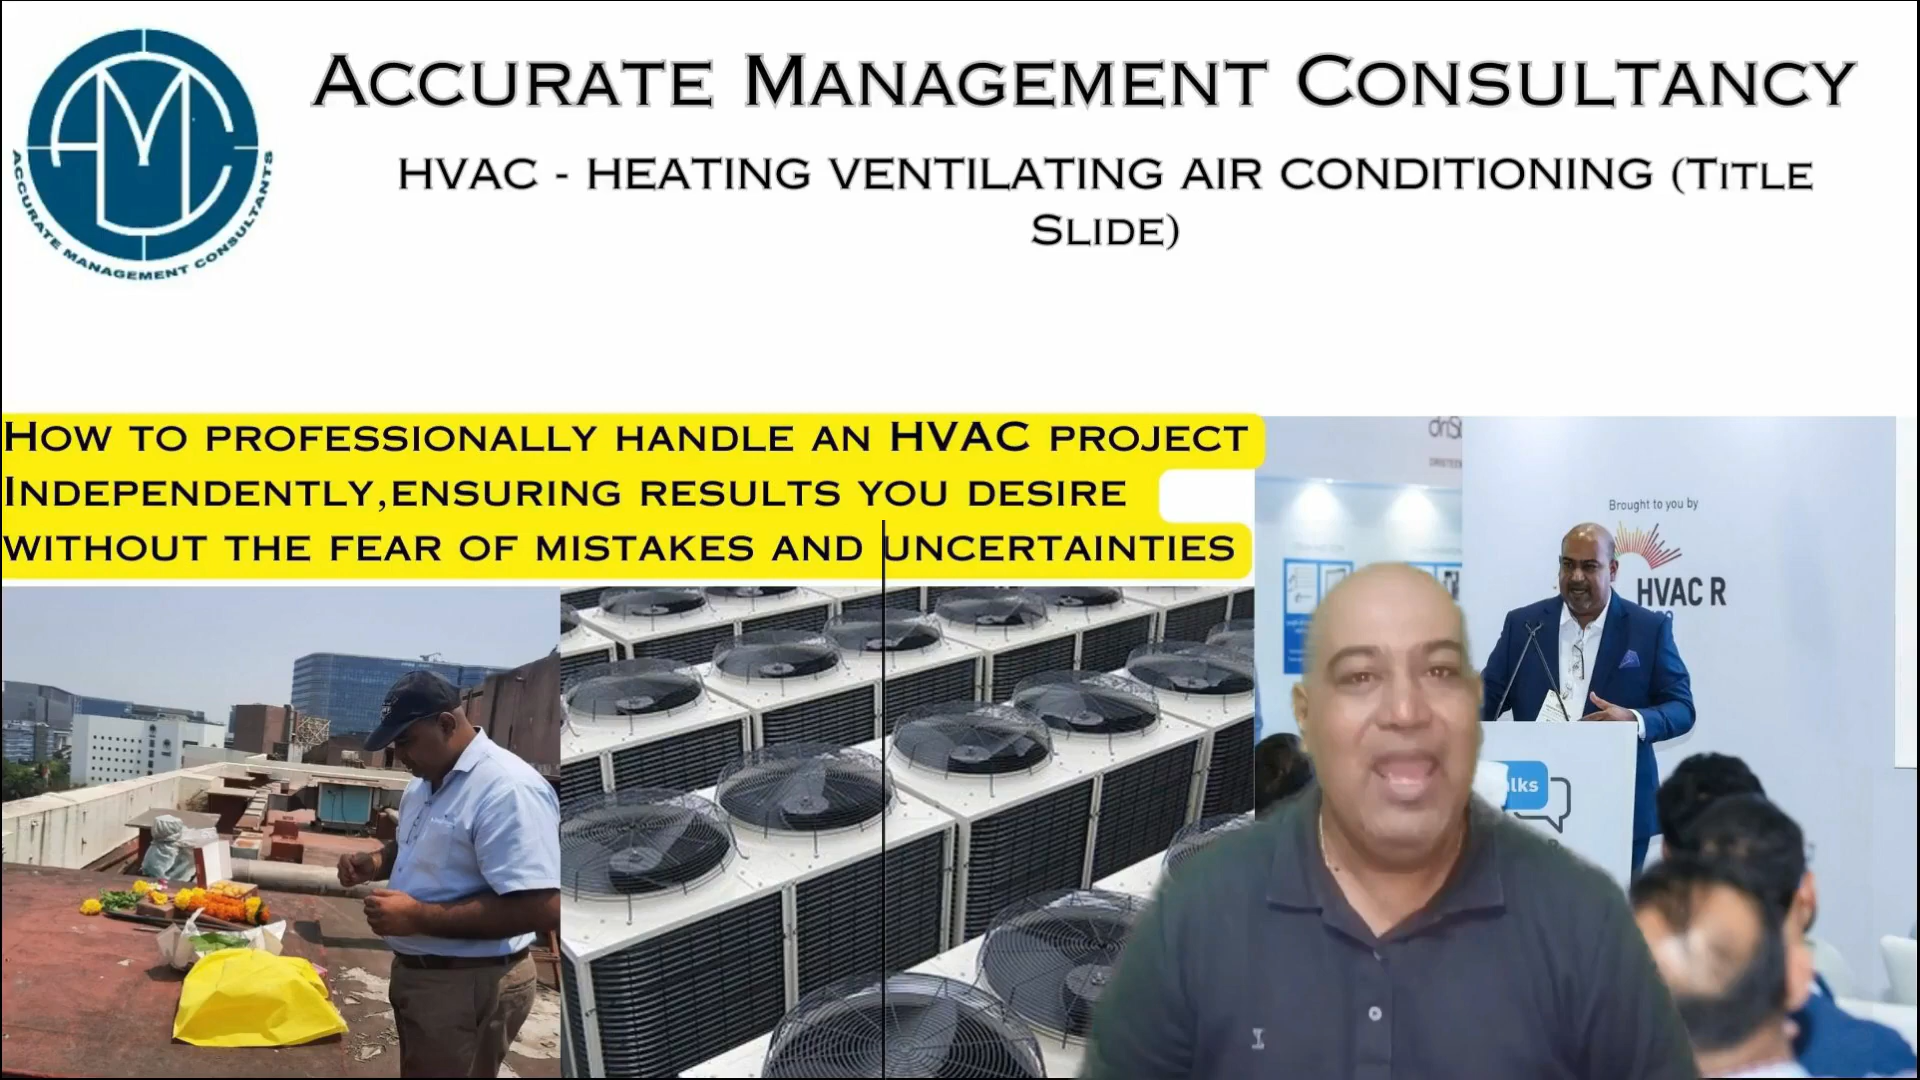 AMC
ACCURATE MANAGEMENT CONSULTANTS
ACCURATE MANAGEMENT CONSULTANCY
HVAC - HEATING VENTILATING AIR CONDITIONING (TITLE
SLIDE)
HOW TO PROFESSIONALLY HANDLE AN HVAC PROJECT
INDEPENDENTLY,ENSURING RESULTS YOU DESIRE
WITHOUT THE FEAR OF MISTAKES AND UNCERTAINTIES
Brought to you by
HVAC R